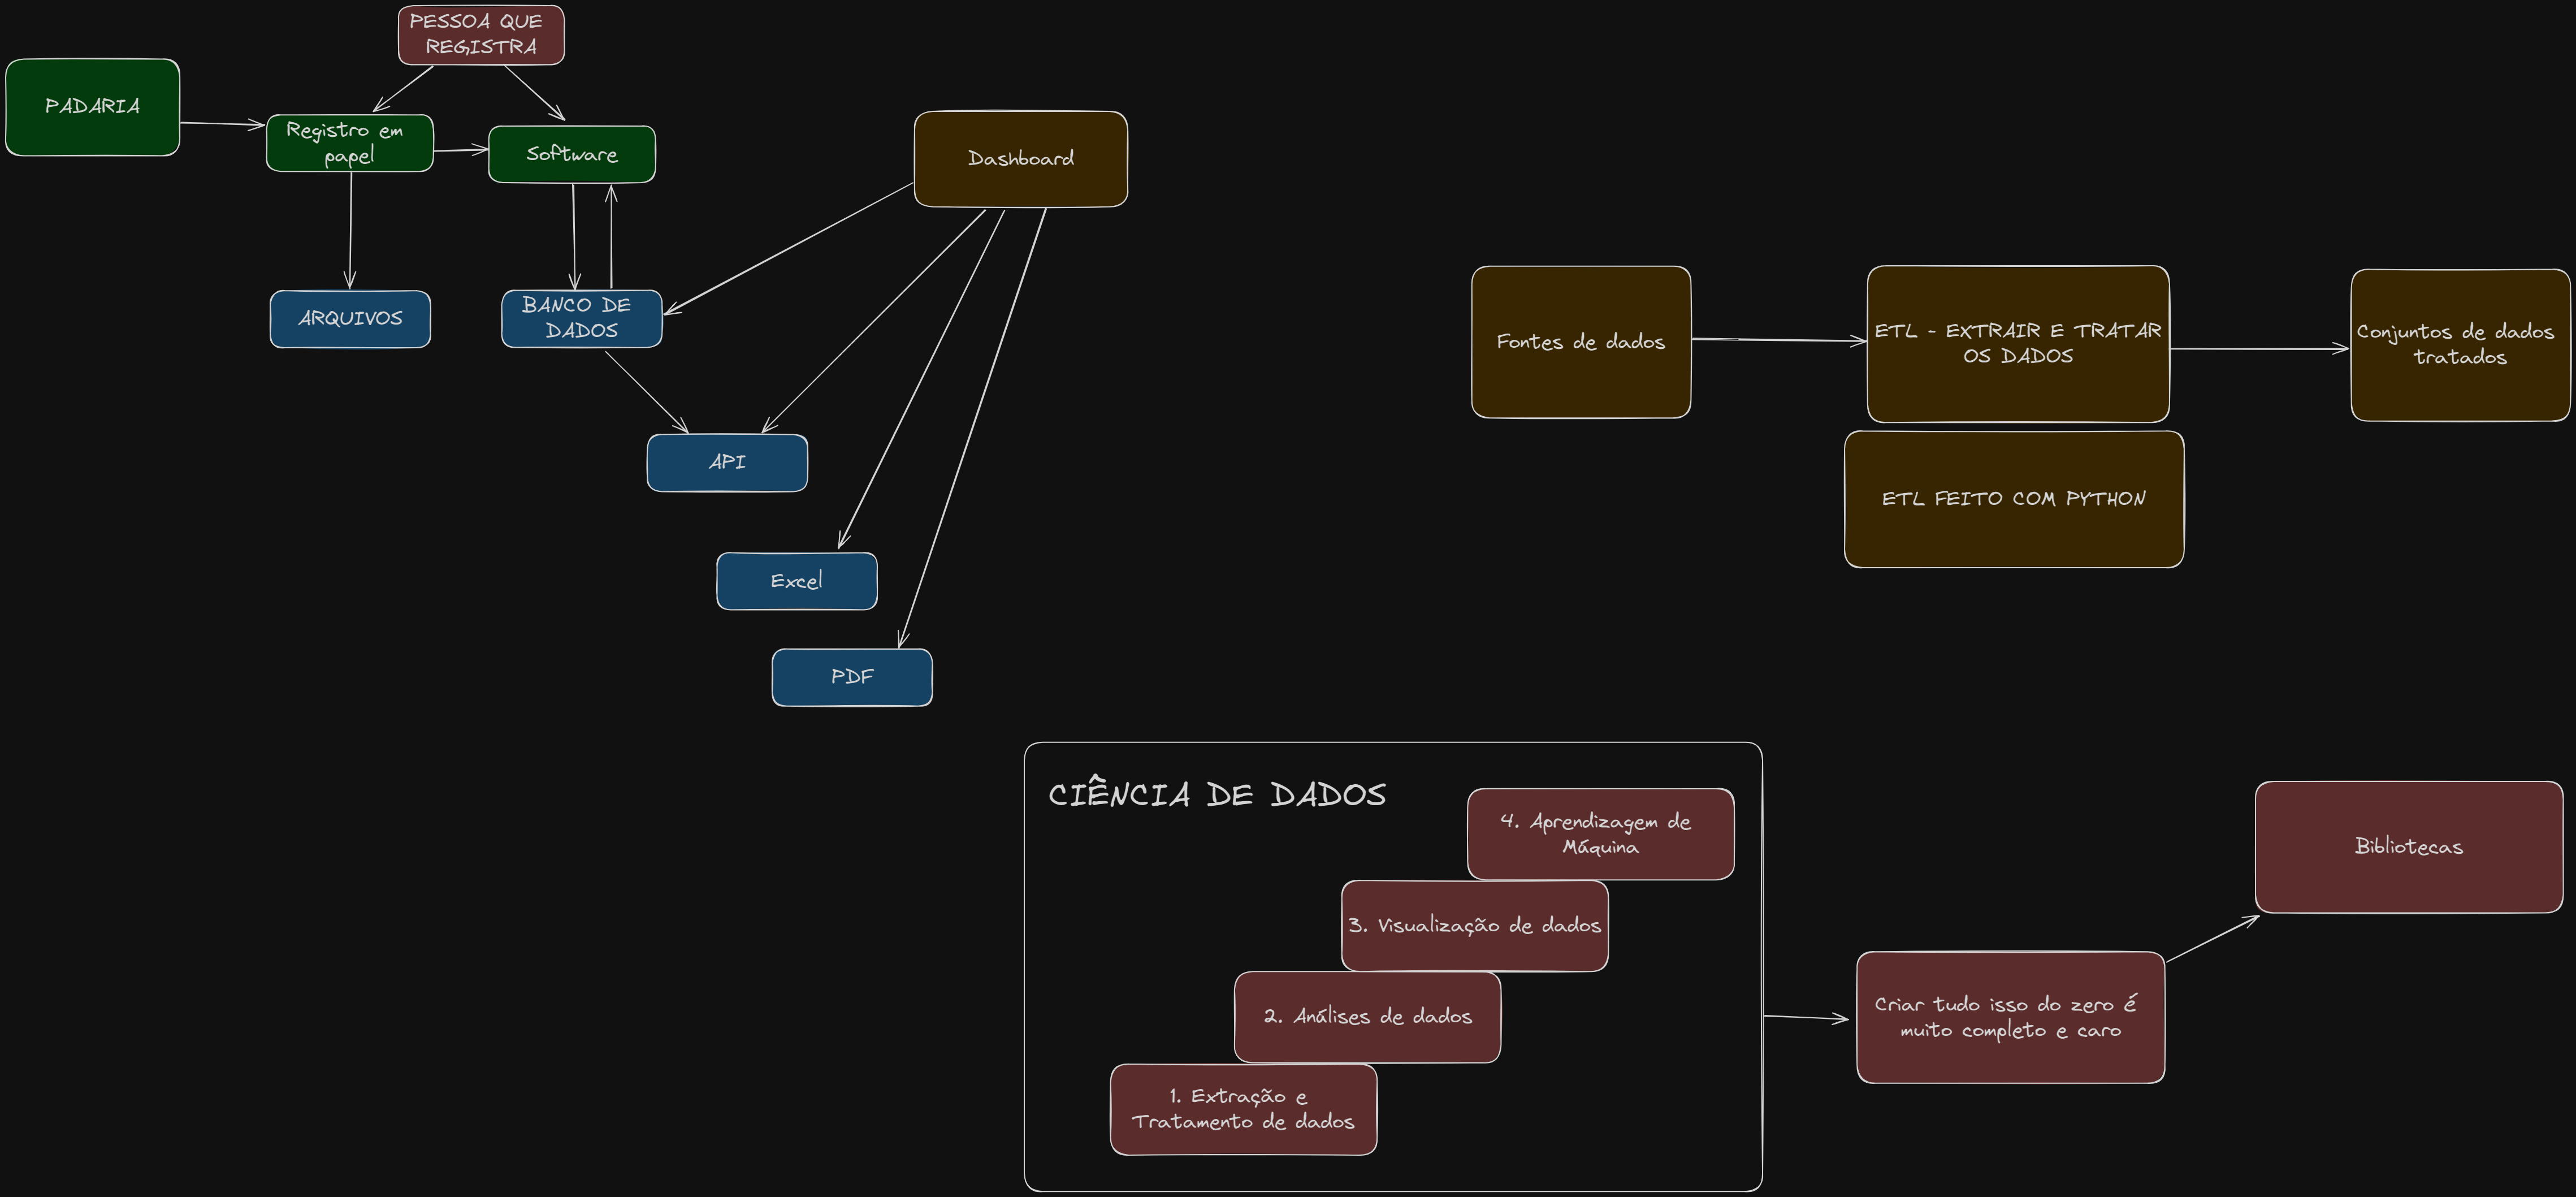 PESSOA QUE
REGISTRA
PADARIA
Registro em
papel
Software
Dashboard
ARQUIVOS
BANCO DE
DADOS
API
Excel
PDF
Fontes de dados
ETL - EXTRAIR E TRATAR
OS DADOS
Conjuntos de dados
tratados
ETL FEITO COM PYTHON
CIÊNCIA DE DADOS
4. Aprendizagem de
Máquina
3. Visualização de dados
2. Análises de dados
1. Extração e
Tratamento de dados
Criar tudo isso do zero é
muito completo e caro
Bibliotecas